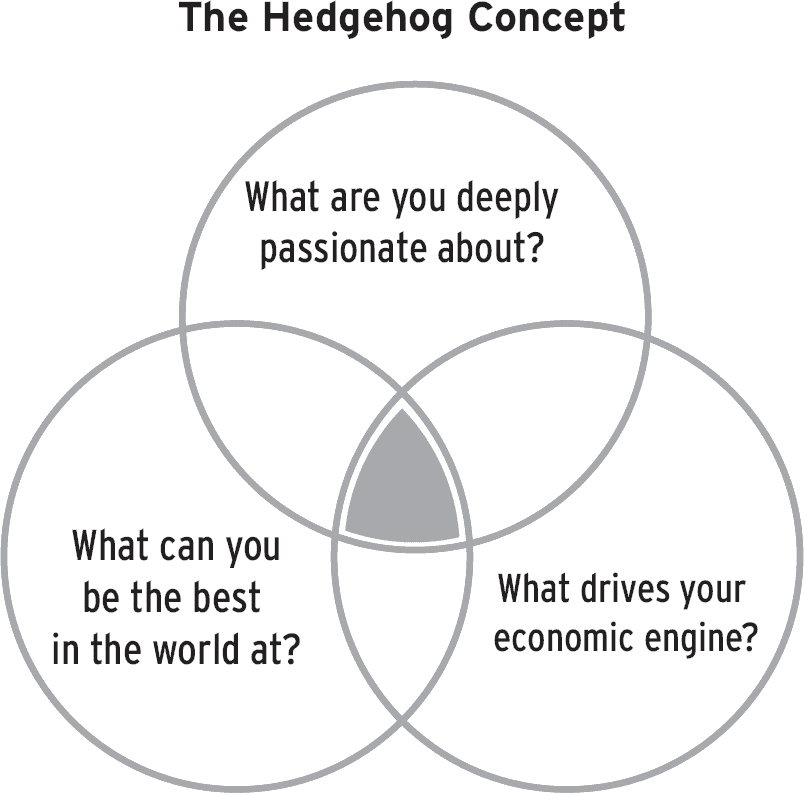 The Hedgehog Concept
What are you deeply
passionate about?
What can you
be the best
in the world at?
What drives your
economic engine?